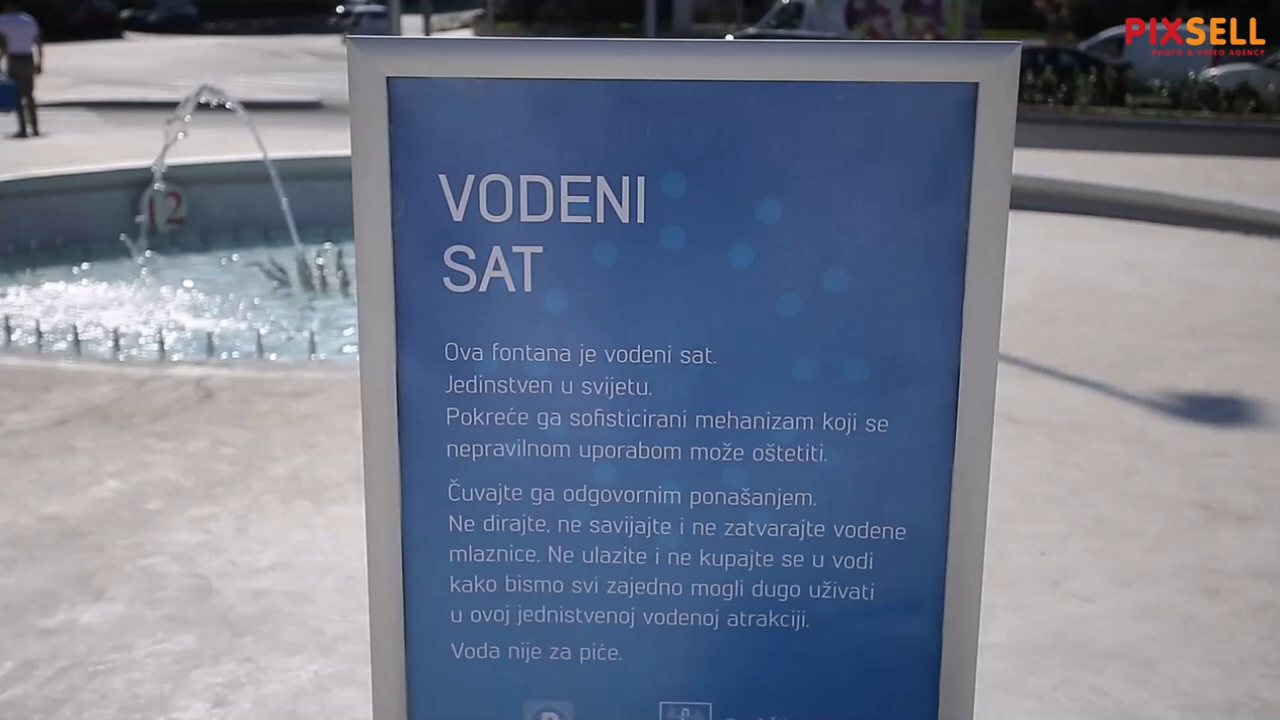 PIXSELL
PHOTO & VIDEO AGENCY
12
VODENI
SAT
Ova fontana je vodeni sat.
Jedinstven u svijetu.
Pokreće ga sofisticirani mehanizam koji se
nepravilnom uporabom može oštetiti.
Čuvajte ga odgovornim ponašanjem.
Ne dirajte, ne savijajte i ne zatvarajte vodene
mlaznice. Ne ulazite i ne kupajte se u vodi
kako bismo svi zajedno mogli dugo uživati
u ovoj jednistvenoj vodenoj atrakciji.
Voda nije za piće.